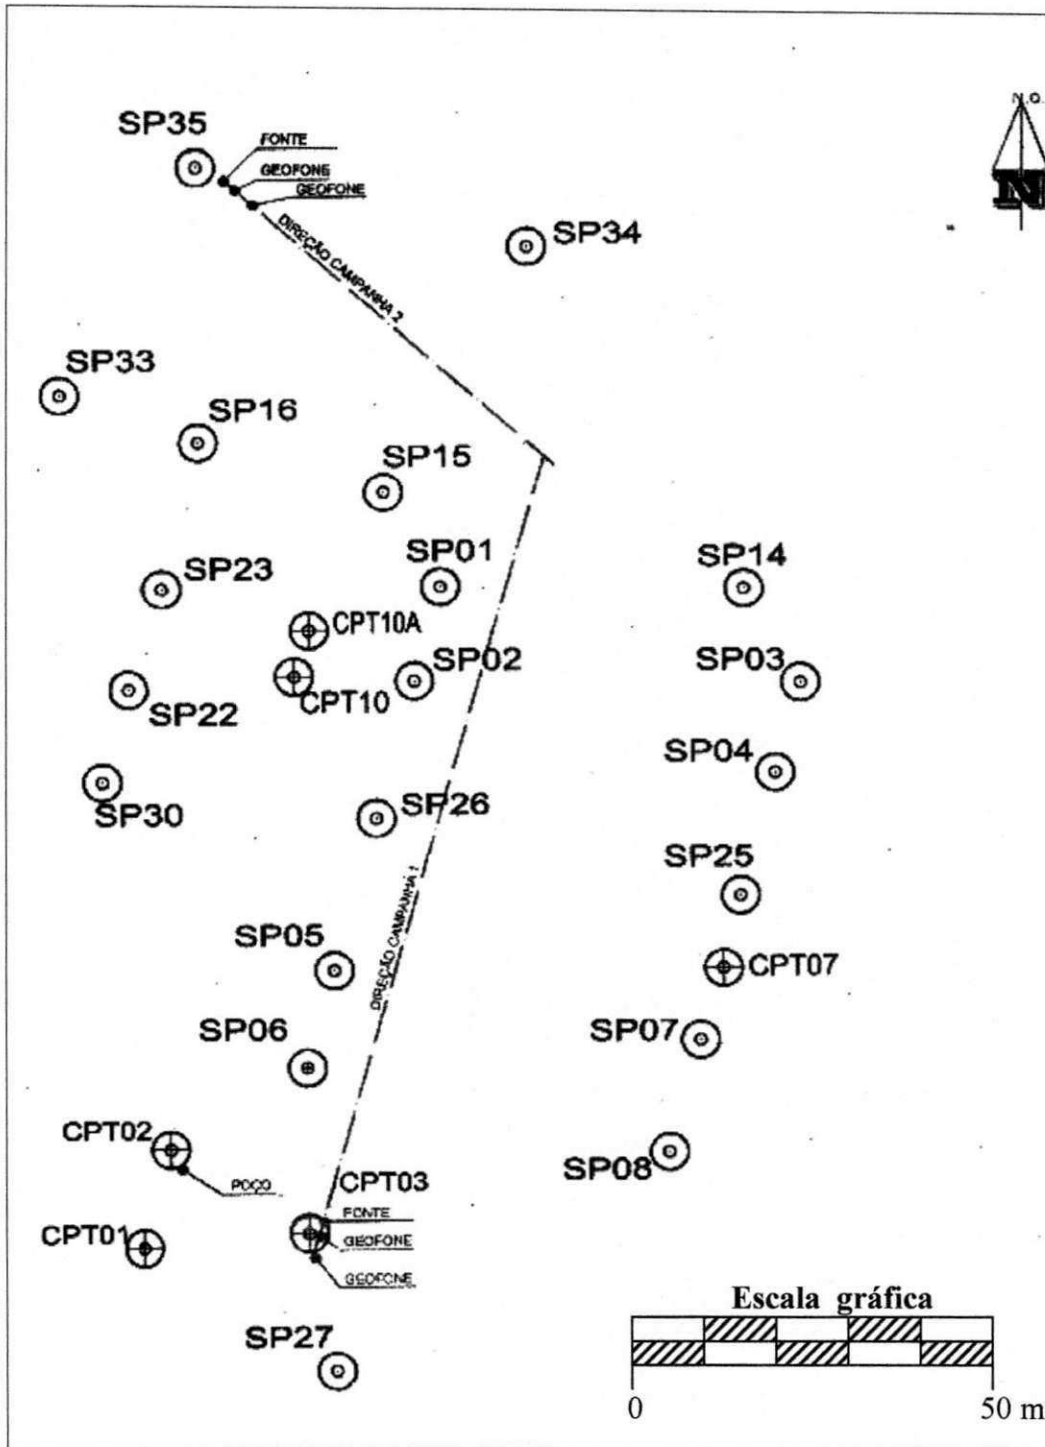 N.Q.
N
SP35
FONTE
GEOFONE
GEOFONE
DIREÇÃO CAMPANHA 2
SP34
SP33
SP16
SP15
SP01
SP14
SP23
CPT10A
SP02
SP03
CPT10
SP22
SP04
SP30
SP26
SP25
DIREÇÃO CAMPANHA 1
SP05
CPT07
SP06
SP07
CPT02
SP08
POÇO
CPT03
FONTE
CPT01
GEOFONE
GEOFONE
Escala gráfica
SP27
0 50 m